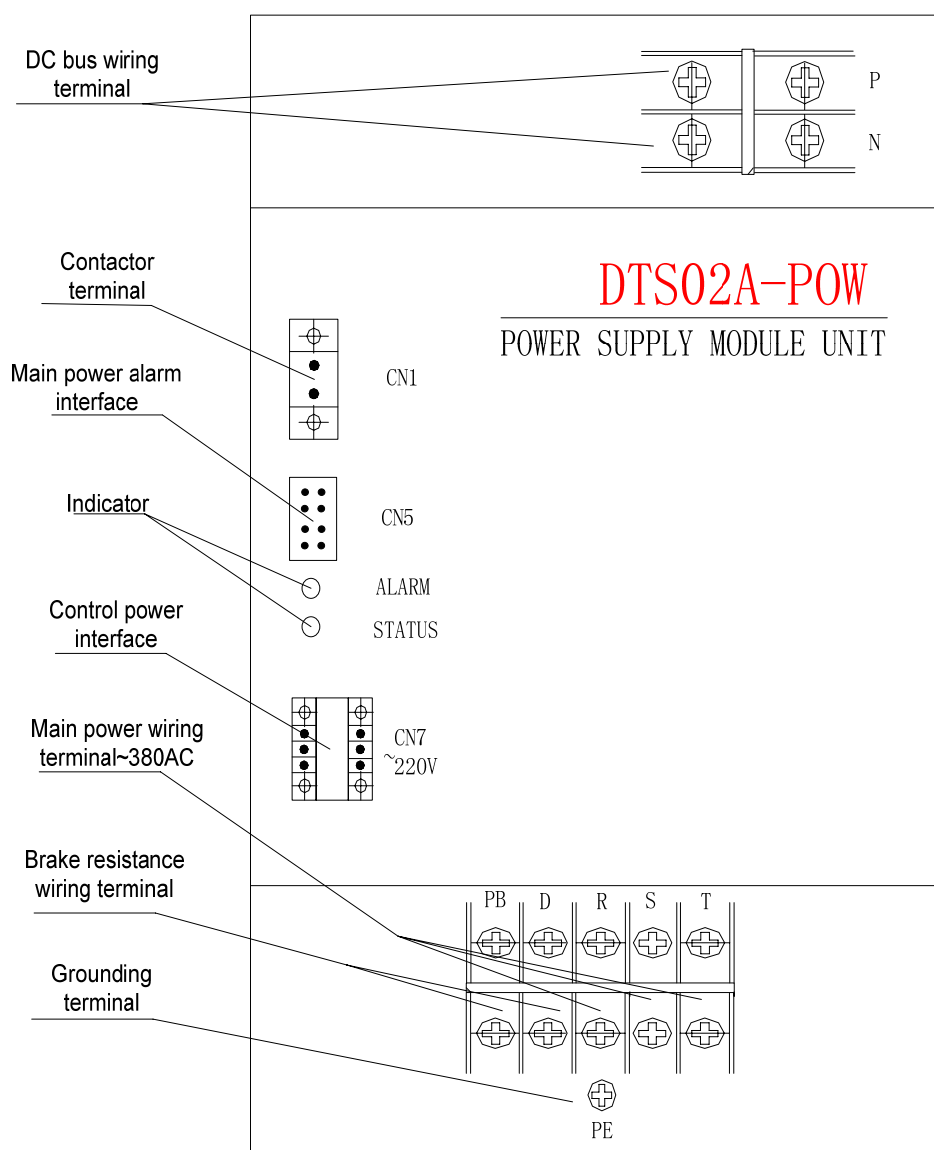 DC bus wiring
terminal
P
N
Contactor
terminal
DTS02A-POW
POWER SUPPLY MODULE UNIT
Main power alarm
interface
CN1
Indicator
CN5
ALARM
Control power
interface
STATUS
Main power wiring
terminal~380AC
CN7
~220V
Brake resistance
wiring terminal
PB D R S T
Grounding
terminal
PE